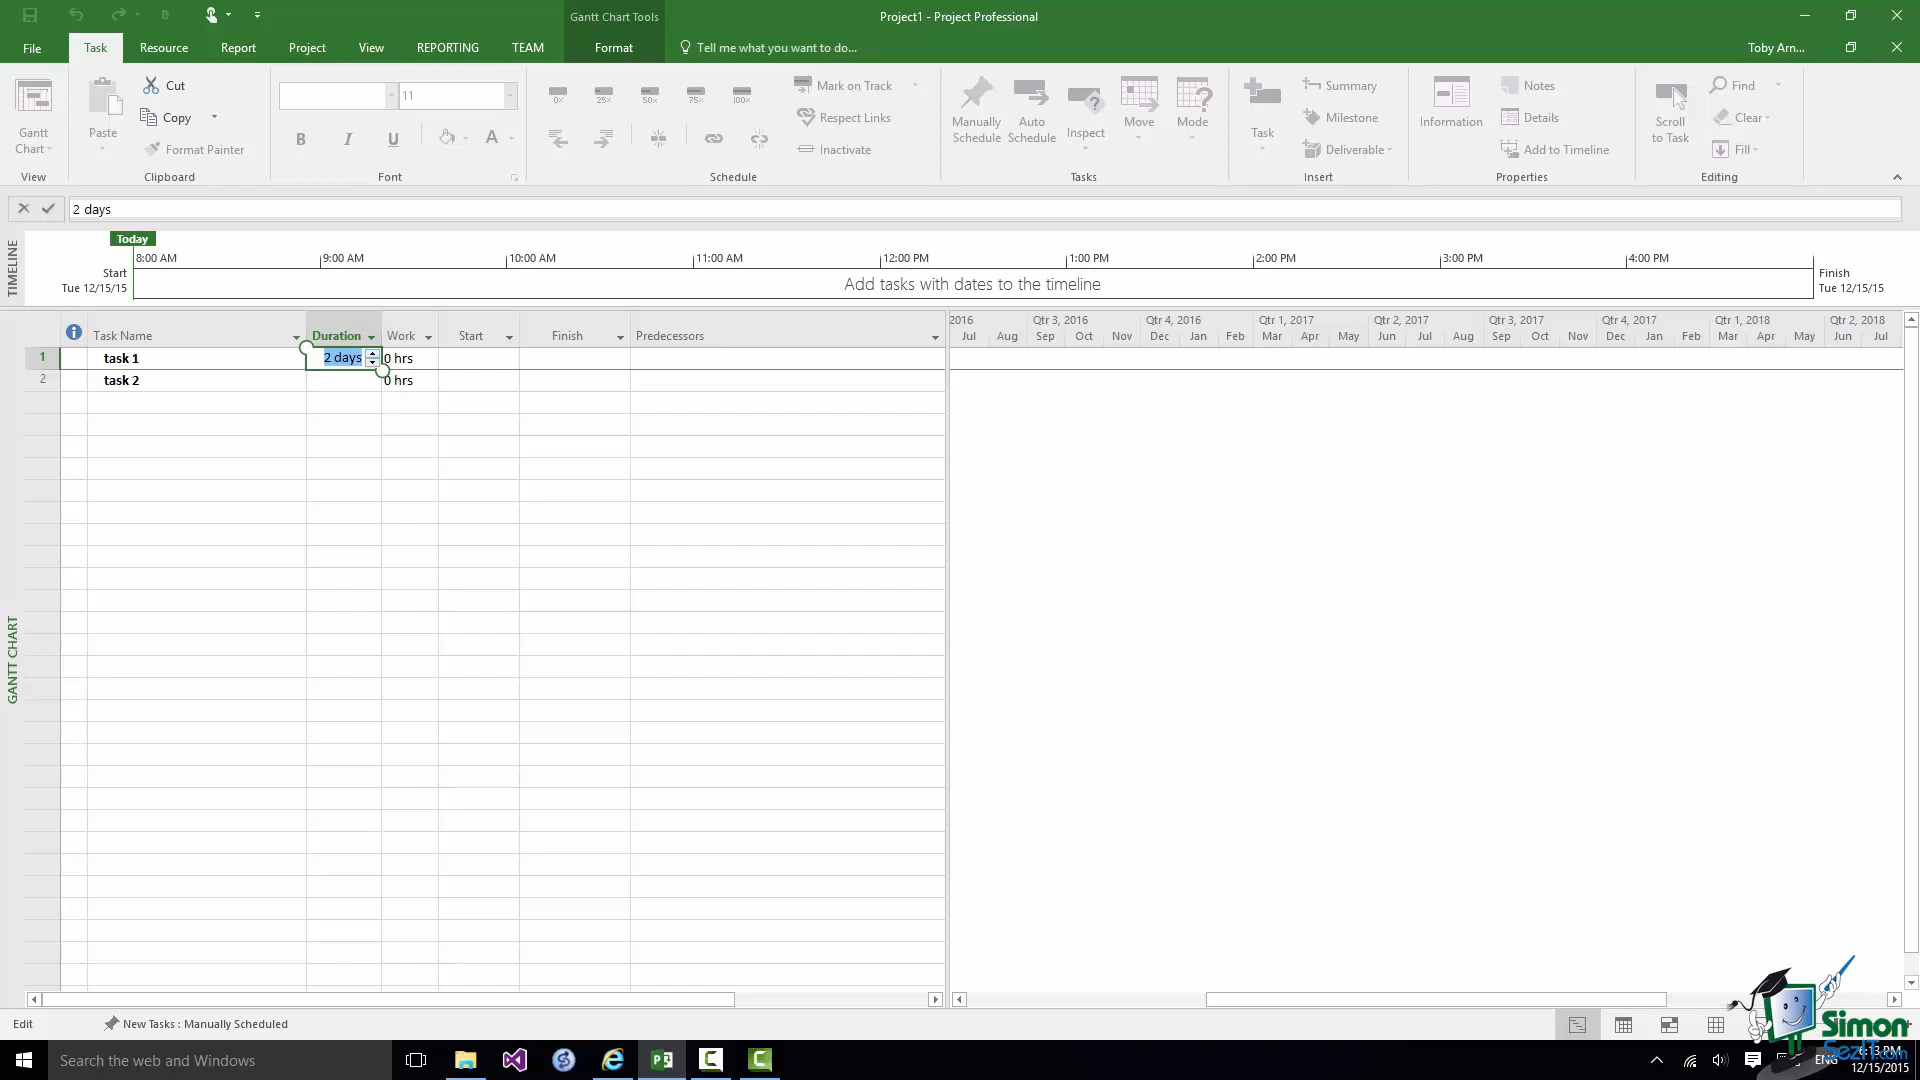 Gantt Chart Tools
Project1 - Project Professional
File
Task
Resource
Report
Project
View
REPORTING
TEAM
Format
Tell me what you want to do...
Toby Arn...
Gantt Chart
View
Paste
Cut
Copy
Format Painter
Clipboard
11
B I U
A
Font
0% 25% 50% 75% 100%
Mark on Track
Respect Links
Inactivate
Schedule
Manually Schedule
Auto Schedule
Inspect
Move
Mode
Tasks
Task
Summary
Milestone
Deliverable
Insert
Information
Notes
Details
Add to Timeline
Properties
Scroll to Task
Find
Clear
Fill
Editing
2 days
TIMELINE
Today
Start
Tue 12/15/15
8:00 AM 9:00 AM 10:00 AM 11:00 AM 12:00 PM 1:00 PM 2:00 PM 3:00 PM 4:00 PM
Add tasks with dates to the timeline
Finish
Tue 12/15/15
GANTT CHART
Task Name Duration Work Start Finish Predecessors
1 task 1 2 days 0 hrs
2 task 2 0 hrs
2016 Qtr 3, 2016 Qtr 4, 2016 Qtr 1, 2017 Qtr 2, 2017 Qtr 3, 2017 Qtr 4, 2017 Qtr 1, 2018 Qtr 2, 2018
Jul Aug Sep Oct Nov Dec Jan Feb Mar Apr May Jun Jul Aug Sep Oct Nov Dec Jan Feb Mar Apr May Jun Jul
Edit
New Tasks : Manually Scheduled
Search the web and Windows
Simon
SezIT.com
ENG
6:13 PM
12/15/2015